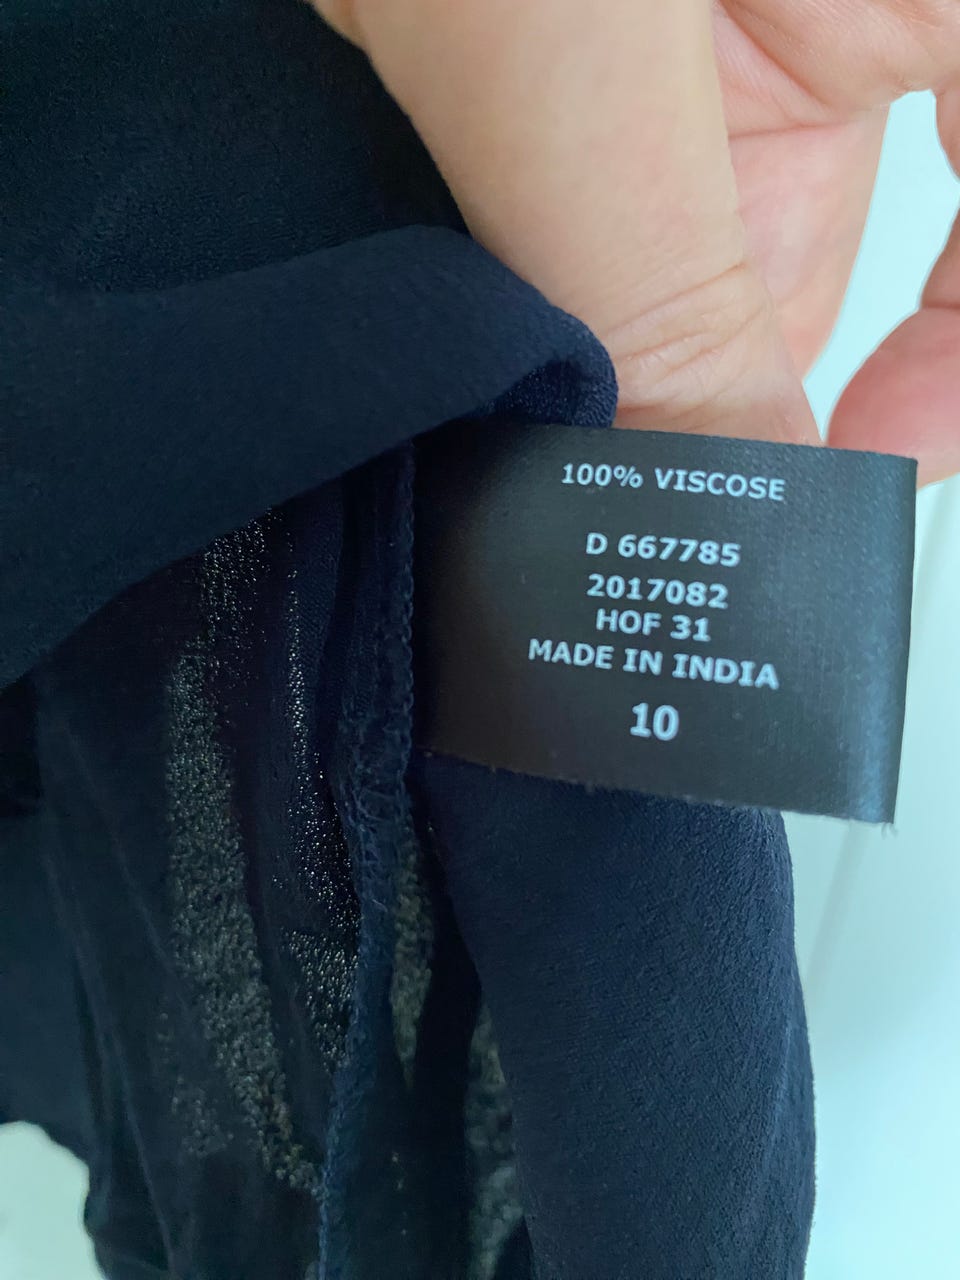 100% VISCOSE
D 667785
2017082
HOF 31
MADE IN INDIA
10